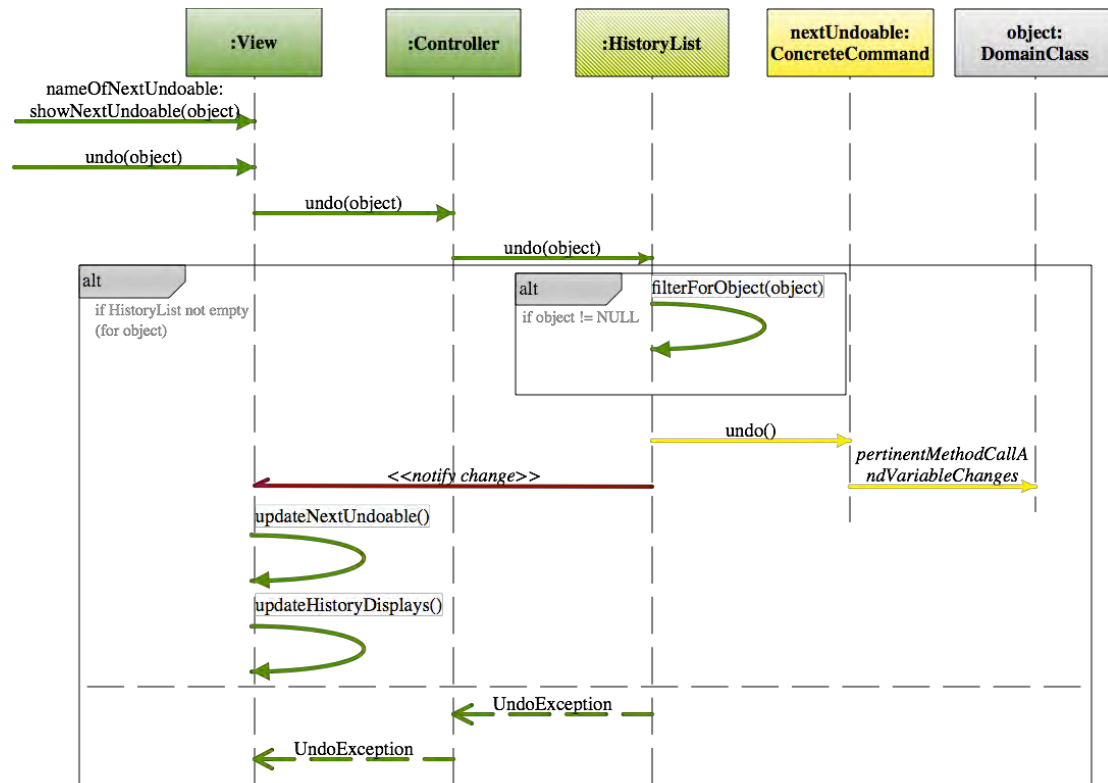 :View
:Controller
:HistoryList
nextUndoable:
ConcreteCommand
object:
DomainClass
nameOfNextUndoable:
showNextUndoable(object)
undo(object)
undo(object)
undo(object)
alt
if HistoryList not empty
(for object)
alt
if object != NULL
filterForObject(object)
undo()
pertinentMethodCallA
ndVariableChanges
<<notify change>>
updateNextUndoable()
updateHistoryDisplays()
UndoException
UndoException